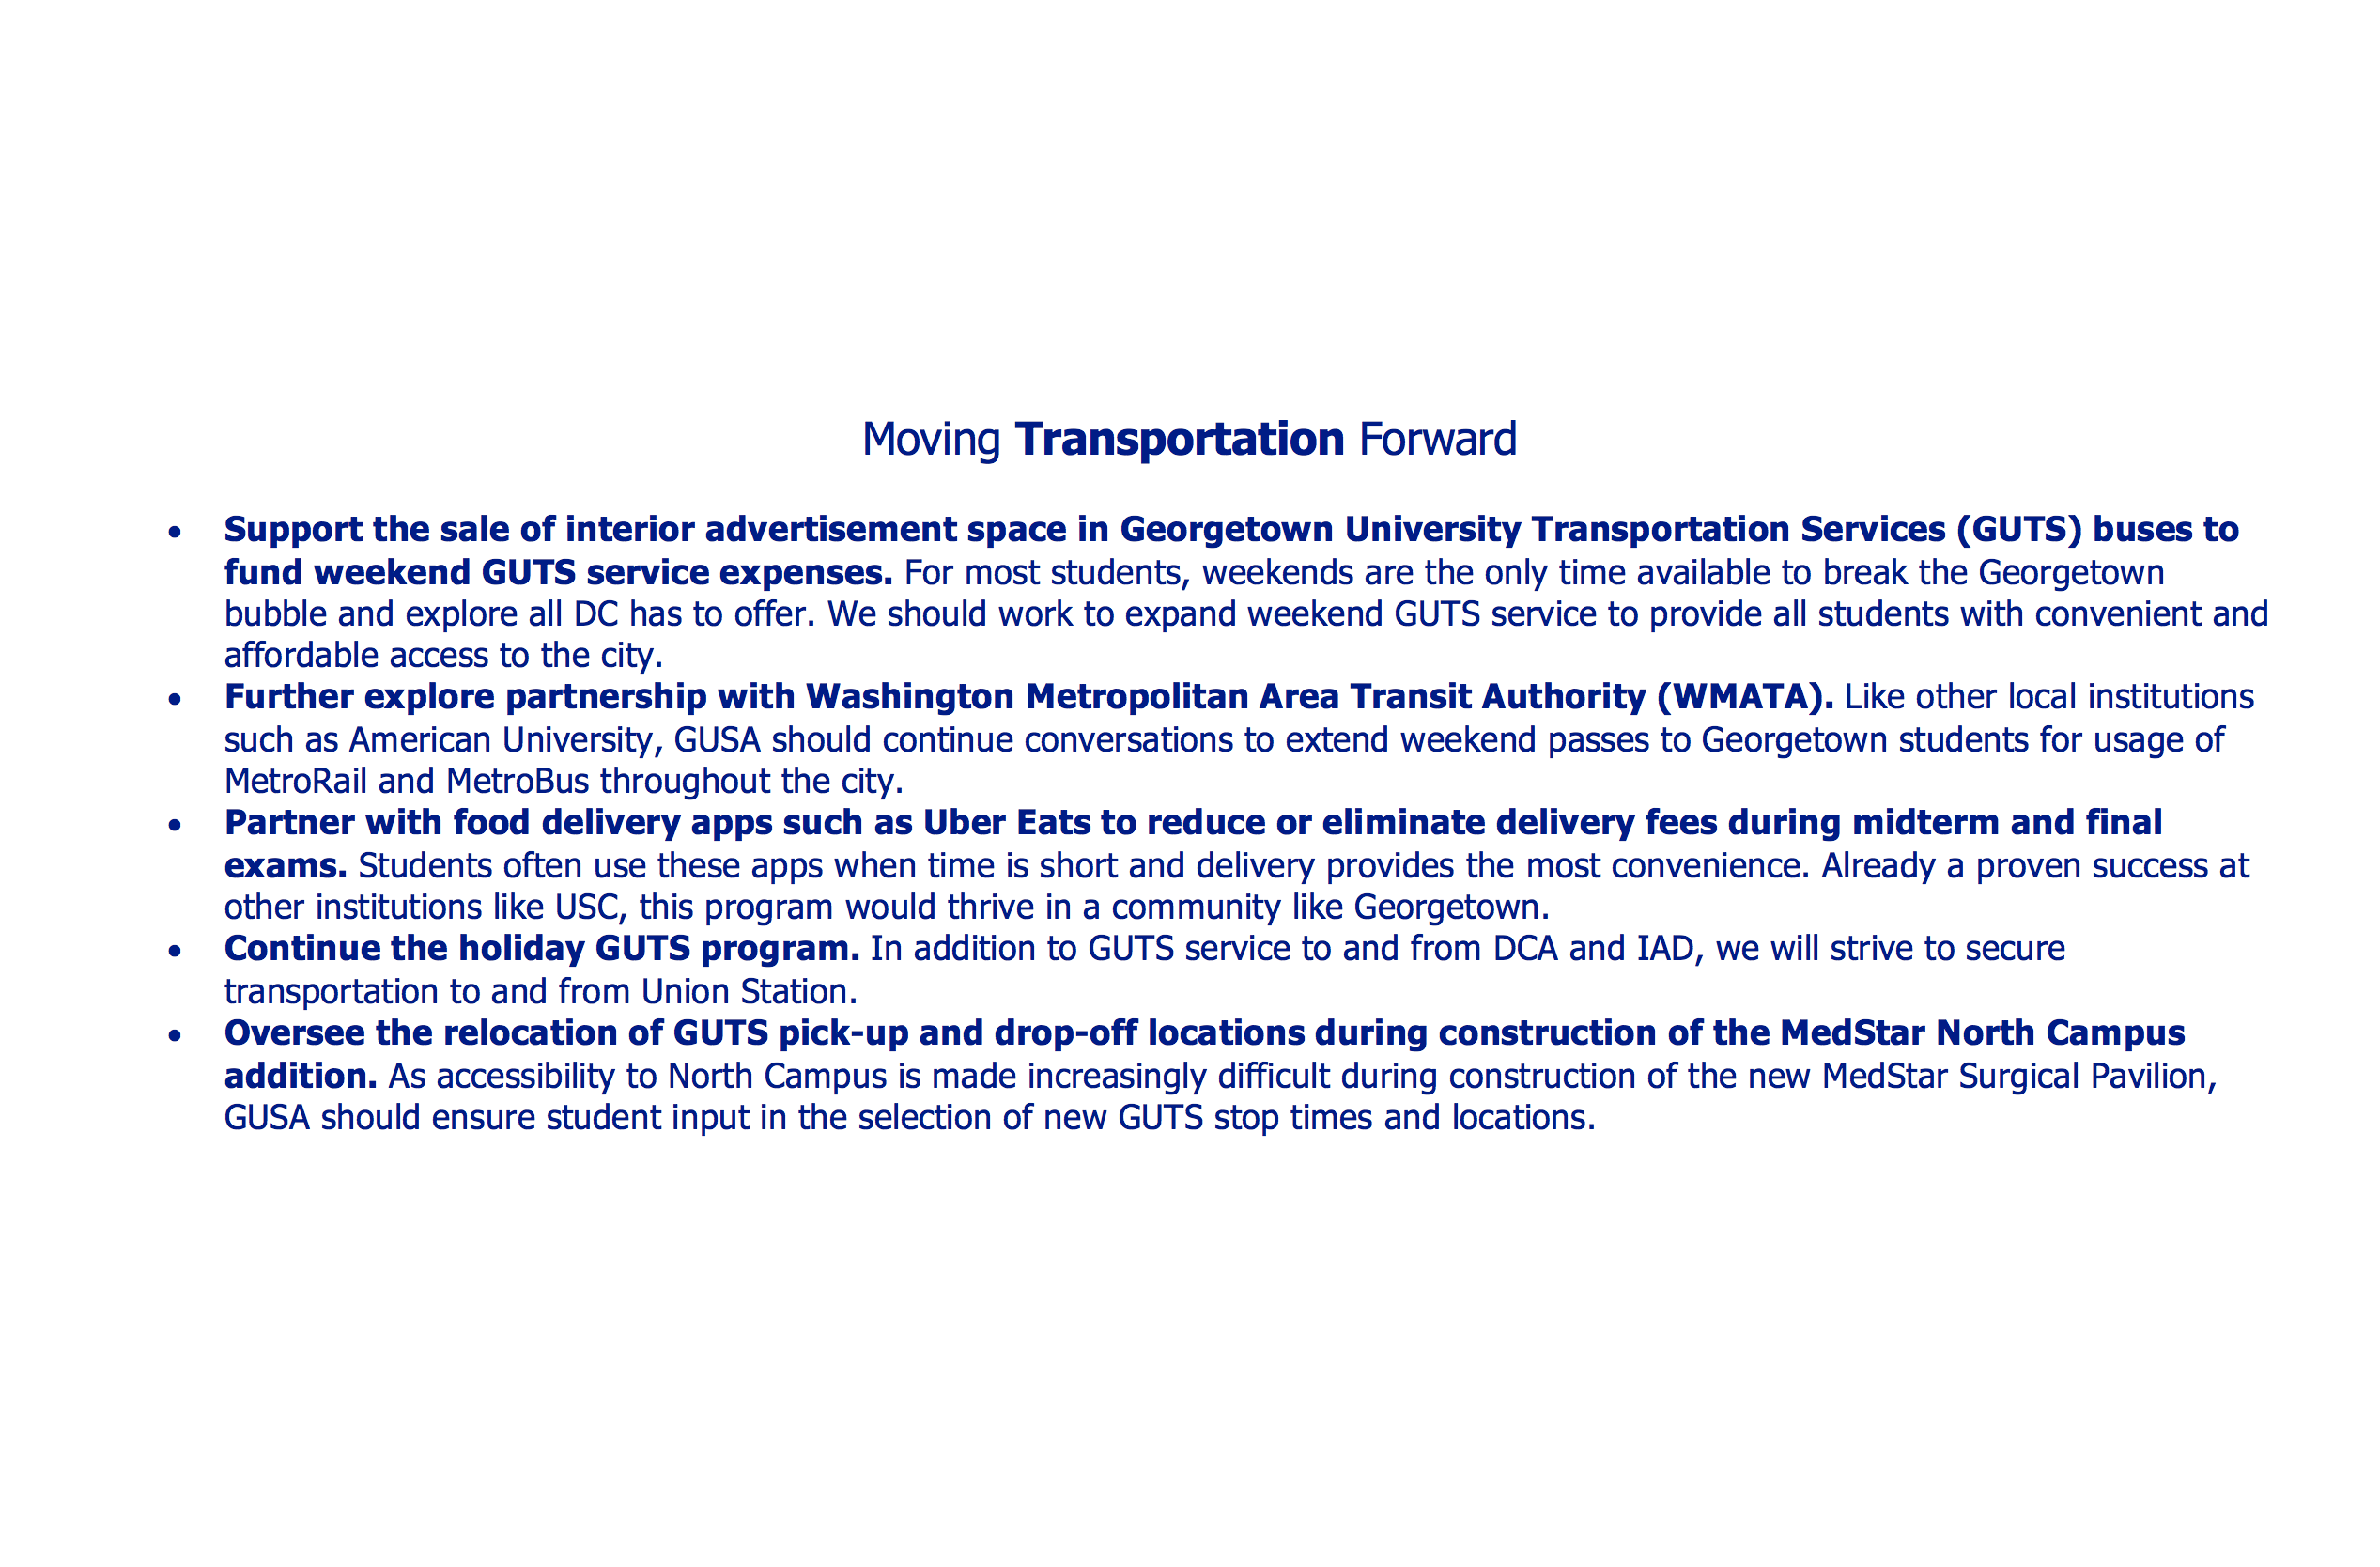 Moving Transportation Forward
• Support the sale of interior advertisement space in Georgetown University Transportation Services (GUTS) buses to
fund weekend GUTS service expenses. For most students, weekends are the only time available to break the Georgetown
bubble and explore all DC has to offer. We should work to expand weekend GUTS service to provide all students with convenient and
affordable access to the city.
• Further explore partnership with Washington Metropolitan Area Transit Authority (WMATA). Like other local institutions
such as American University, GUSA should continue conversations to extend weekend passes to Georgetown students for usage of
MetroRail and MetroBus throughout the city.
• Partner with food delivery apps such as Uber Eats to reduce or eliminate delivery fees during midterm and final
exams. Students often use these apps when time is short and delivery provides the most convenience. Already a proven success at
other institutions like USC, this program would thrive in a community like Georgetown.
• Continue the holiday GUTS program. In addition to GUTS service to and from DCA and IAD, we will strive to secure
transportation to and from Union Station.
• Oversee the relocation of GUTS pick-up and drop-off locations during construction of the MedStar North Campus
addition. As accessibility to North Campus is made increasingly difficult during construction of the new MedStar Surgical Pavilion,
GUSA should ensure student input in the selection of new GUTS stop times and locations.